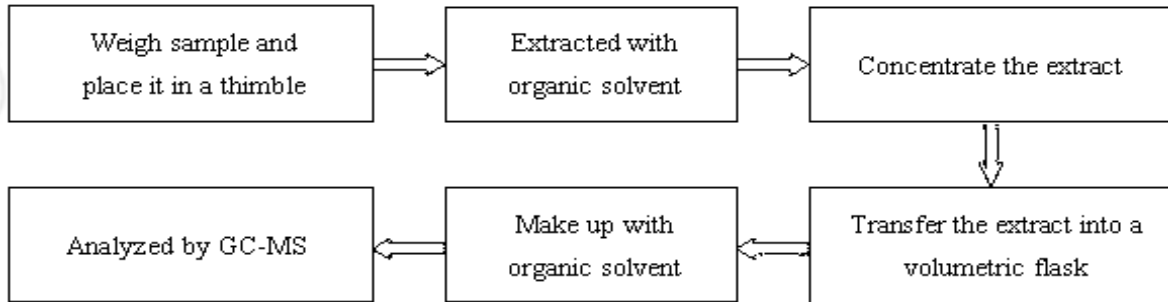 Weigh sample and
place it in a thimble
Extracted with
organic solvent
Concentrate the extract
Transfer the extract into a
volumetric flask
Make up with
organic solvent
Analyzed by GC-MS